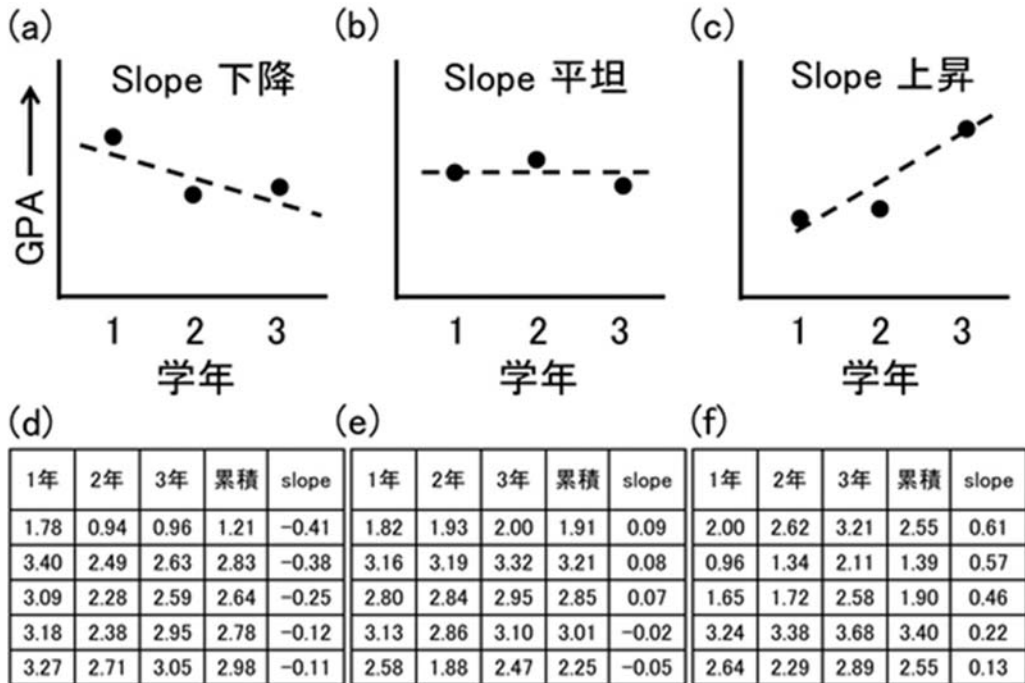 (a)
(b)
(c)
Slope 下降
Slope 平坦
Slope 上昇
GPA
1 2 3
1 2 3
1 2 3
学年
学年
学年
(d)
(e)
(f)
1年 2年 3年 累積 slope
1.78 0.94 0.96 1.21 −0.41
3.40 2.49 2.63 2.83 −0.38
3.09 2.28 2.59 2.64 −0.25
3.18 2.38 2.95 2.78 −0.12
3.27 2.71 3.05 2.98 −0.11
1年 2年 3年 累積 slope
1.82 1.93 2.00 1.91 0.09
3.16 3.19 3.32 3.21 0.08
2.80 2.84 2.95 2.85 0.07
3.13 2.86 3.10 3.01 −0.02
2.58 1.88 2.47 2.25 −0.05
1年 2年 3年 累積 slope
2.00 2.62 3.21 2.55 0.61
0.96 1.34 2.11 1.39 0.57
1.65 1.72 2.58 1.90 0.46
3.24 3.38 3.68 3.40 0.22
2.64 2.29 2.89 2.55 0.13